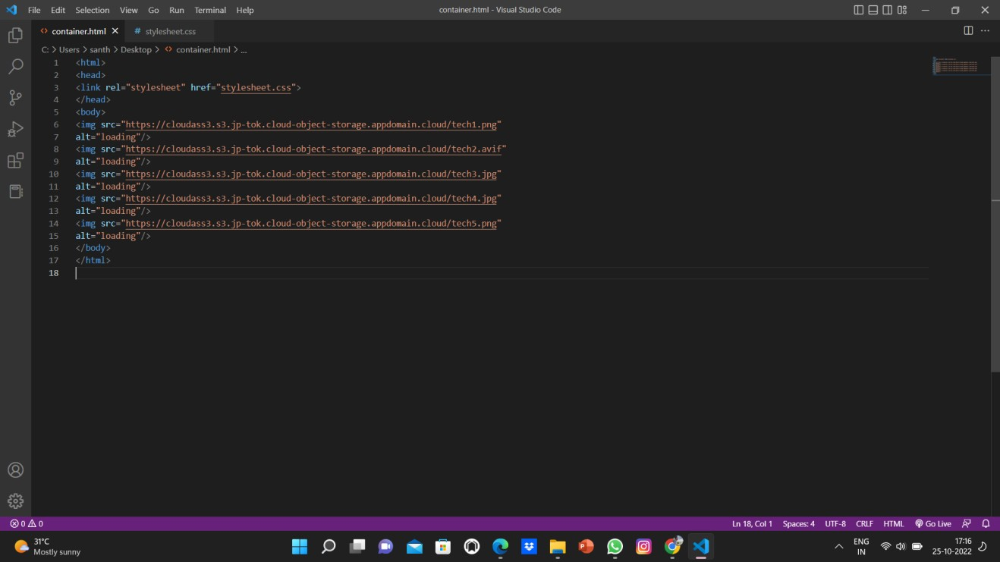 File Edit Selection View Go Run Terminal Help container.html - Visual Studio Code
container.html stylesheet.css
C: > Users > santh > Desktop > container.html > ...
1 <html>
2 <head>
3 <link rel="stylesheet" href="stylesheet.css">
4 </head>
5 <body>
6 <img src="https://cloudass3.s3.jp-tok.cloud-object-storage.appdomain.cloud/tech1.png"
7 alt="loading"/>
8 <img src="https://cloudass3.s3.jp-tok.cloud-object-storage.appdomain.cloud/tech2.avif"
9 alt="loading"/>
10 <img src="https://cloudass3.s3.jp-tok.cloud-object-storage.appdomain.cloud/tech3.jpg"
11 alt="loading"/>
12 <img src="https://cloudass3.s3.jp-tok.cloud-object-storage.appdomain.cloud/tech4.jpg"
13 alt="loading"/>
14 <img src="https://cloudass3.s3.jp-tok.cloud-object-storage.appdomain.cloud/tech5.png"
15 alt="loading"/>
16 </body>
17 </html>
18
0 0 Ln 18, Col 1 Spaces: 4 UTF-8 CRLF HTML Go Live
31°C
Mostly sunny
ENG
IN
17:16
25-10-2022